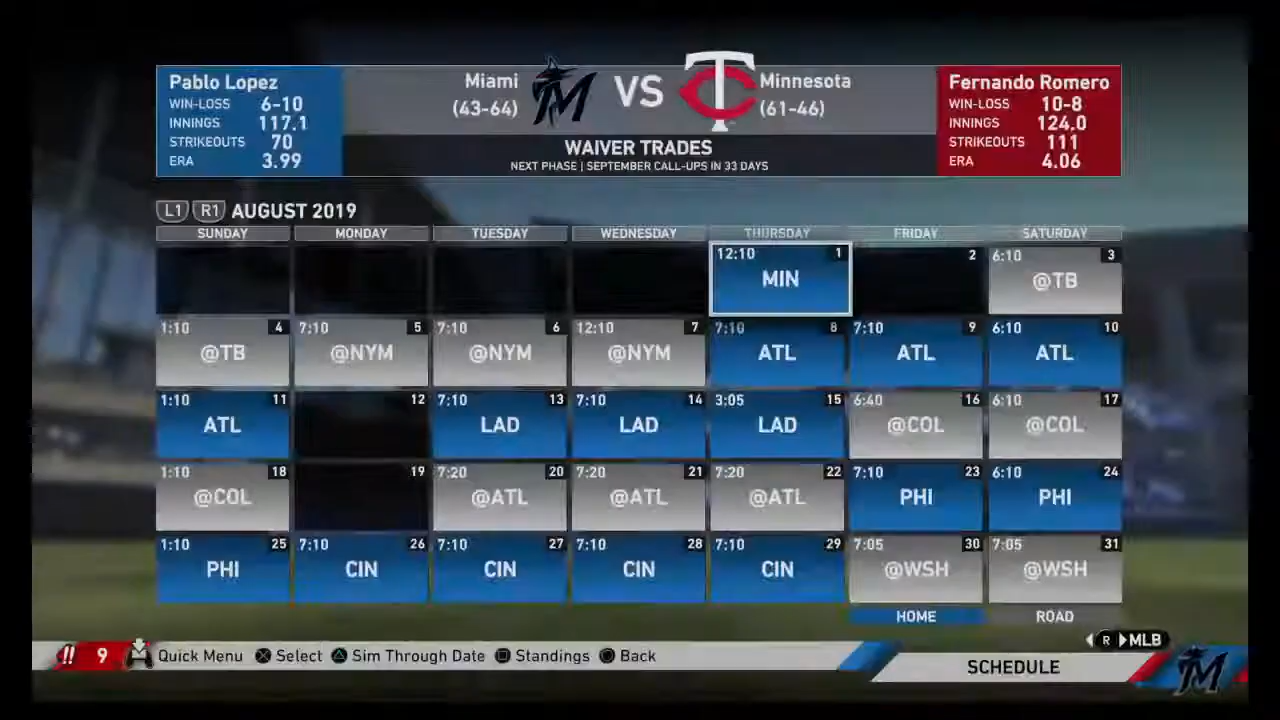 Pablo Lopez
WIN-LOSS 6-10
INNINGS 117.1
STRIKEOUTS 70
ERA 3.99
Miami
(43-64)
VS
Minnesota
(61-46)
WAIVER TRADES
NEXT PHASE | SEPTEMBER CALL-UPS IN 33 DAYS
Fernando Romero
WIN-LOSS 10-8
INNINGS 124.0
STRIKEOUTS 111
ERA 4.06
L1 R1 AUGUST 2019
SUNDAY MONDAY TUESDAY WEDNESDAY THURSDAY FRIDAY SATURDAY
12:10 1 2 6:10 3
MIN @TB
1:10 4 7:10 5 7:10 6 12:10 7 7:10 8 7:10 9 6:10 10
@TB @NYM @NYM @NYM ATL ATL ATL
1:10 11 12 7:10 13 7:10 14 3:05 15 6:40 16 6:10 17
ATL LAD LAD LAD @COL @COL
1:10 18 19 7:20 20 7:20 21 7:20 22 7:10 23 6:10 24
@COL @ATL @ATL @ATL PHI PHI
1:10 25 7:10 26 7:10 27 7:10 28 7:10 29 7:05 30 7:05 31
PHI CIN CIN CIN CIN @WSH @WSH
HOME ROAD
R MLB
!! 9 Quick Menu Select Sim Through Date Standings Back
SCHEDULE